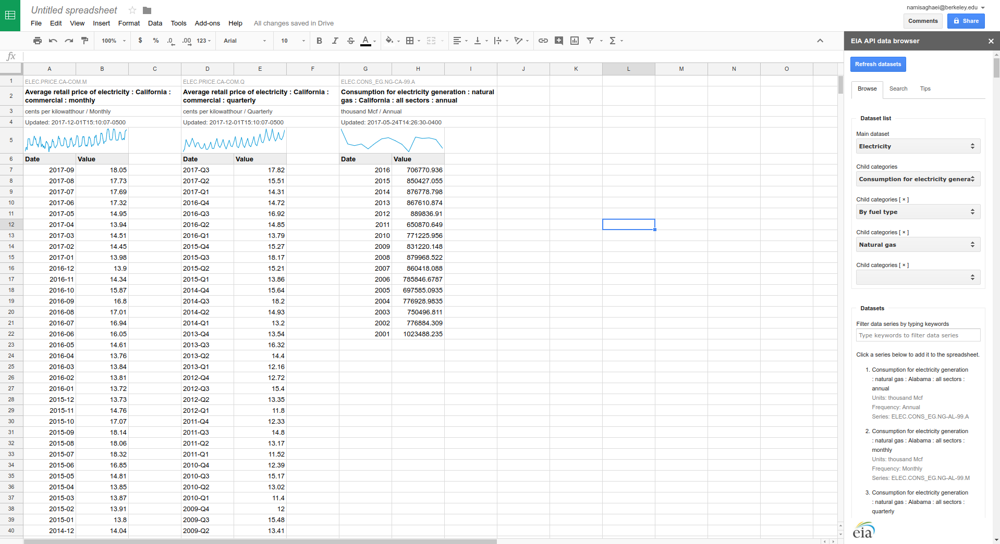 Untitled spreadsheet
namisaghaei@berkeley.edu
File Edit View Insert Format Data Tools Add-ons Help All changes saved in Drive
Comments Share
100% $ % .0 .00 123 Arial 10 B I S A Σ
EIA API data browser ×
fx
Refresh datasets
A B C D E F G H I J K L M N O
1 ELEC.PRICE.CA-COM.M ELEC.PRICE.CA-COM.Q ELEC.CONS_EG.NG-CA-99.A
2 Average retail price of electricity : California : commercial : monthly Average retail price of electricity : California : commercial : quarterly Consumption for electricity generation : natural gas : California : all sectors : annual
3 cents per kilowatthour / Monthly cents per kilowatthour / Quarterly thousand Mcf / Annual
4 Updated: 2017-12-01T15:10:07-0500 Updated: 2017-12-01T15:10:07-0500 Updated: 2017-05-24T14:26:30-0400
5
6 Date Value Date Value Date Value
7 2017-09 18.05 2017-Q3 17.82 2016 706770.936
8 2017-08 17.73 2017-Q2 15.51 2015 850427.055
9 2017-07 17.69 2017-Q1 14.31 2014 876778.798
10 2017-06 17.32 2016-Q4 14.72 2013 867610.874
11 2017-05 14.95 2016-Q3 16.92 2012 889836.91
12 2017-04 13.94 2016-Q2 14.85 2011 650870.649
13 2017-03 14.51 2016-Q1 13.79 2010 771225.956
14 2017-02 14.45 2015-Q4 15.27 2009 831220.148
15 2017-01 13.98 2015-Q3 18.17 2008 879968.522
16 2016-12 13.9 2015-Q2 15.21 2007 860418.088
17 2016-11 14.34 2015-Q1 13.86 2006 785846.6787
18 2016-10 15.87 2014-Q4 15.64 2005 697585.0935
19 2016-09 16.8 2014-Q3 18.2 2004 776928.9835
20 2016-08 17.01 2014-Q2 14.93 2003 750496.811
21 2016-07 16.94 2014-Q1 13.2 2002 776884.309
22 2016-06 16.05 2013-Q4 13.54 2001 1023488.235
23 2016-05 14.61 2013-Q3 16.32
24 2016-04 13.76 2013-Q2 14.4
25 2016-03 13.84 2013-Q1 12.16
26 2016-02 13.81 2012-Q4 12.72
27 2016-01 13.72 2012-Q3 15.4
28 2015-12 13.73 2012-Q2 13.35
29 2015-11 14.76 2012-Q1 11.8
30 2015-10 17.07 2011-Q4 12.33
31 2015-09 18.14 2011-Q3 14.8
32 2015-08 18.06 2011-Q2 13.17
33 2015-07 18.32 2011-Q1 11.52
34 2015-06 16.85 2010-Q4 12.39
35 2015-05 14.81 2010-Q3 15.17
36 2015-04 13.85 2010-Q2 13.02
37 2015-03 13.87 2010-Q1 11.4
38 2015-02 13.91 2009-Q4 12
39 2015-01 13.8 2009-Q3 15.48
40 2014-12 14.04 2009-Q2 13.41
Browse Search Tips
Dataset list
Main dataset
Electricity
Child categories
Consumption for electricity genera
Child categories [ × ]
By fuel type
Child categories [ × ]
Natural gas
Child categories [ × ]
Datasets
Filter data series by typing keywords
Type keywords to filter data series
Click a series below to add it to the spreadsheet.
1. Consumption for electricity generation
: natural gas : Alabama : all sectors :
annual
Units: thousand Mcf
Frequency: Annual
Series: ELEC.CONS_EG.NG-AL-99.A
2. Consumption for electricity generation
: natural gas : Alabama : all sectors :
monthly
Units: thousand Mcf
Frequency: Monthly
Series: ELEC.CONS_EG.NG-AL-99.M
3. Consumption for electricity generation
: natural gas : Alabama : all sectors :
quarterly
eia